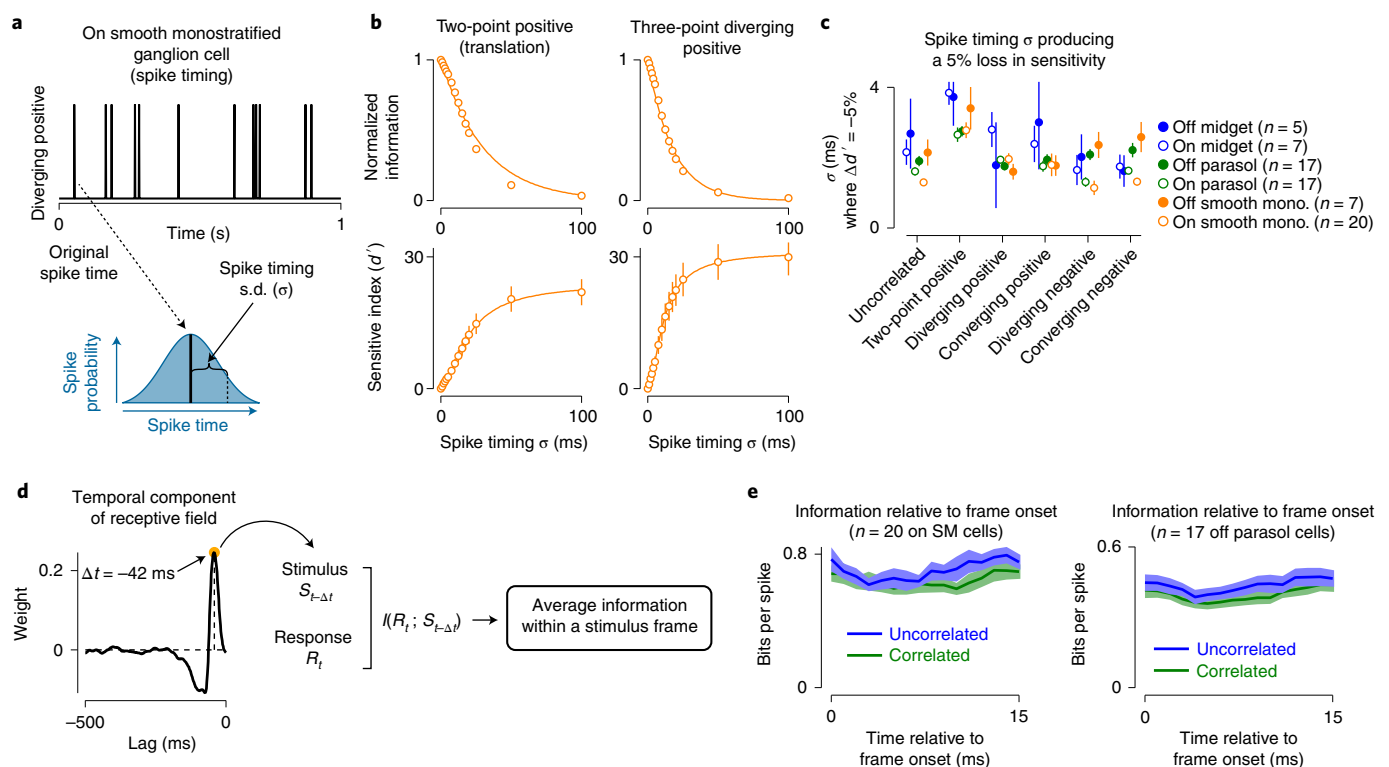 a
On smooth monostratified
ganglion cell
(spike timing)
Diverging positive
0
1
Time (s)
Original
spike time
Spike timing
s.d. (σ)
Spike
probability
Spike time
b
Two-point positive
(translation)
Three-point diverging
positive
Normalized
information
1
0
0
100
1
0
0
100
Sensitive index (d′)
30
0
0
100
Spike timing σ (ms)
30
0
0
100
Spike timing σ (ms)
c
Spike timing σ producing
a 5% loss in sensitivity
σ (ms)
where Δd′ = −5%
4
0
Uncorrelated
Two-point positive
Diverging positive
Converging positive
Diverging negative
Converging negative
Off midget (n = 5)
On midget (n = 7)
Off parasol (n = 17)
On parasol (n = 17)
Off smooth mono. (n = 7)
On smooth mono. (n = 20)
d
Temporal component
of receptive field
Δt = −42 ms
Weight
0.2
0
−500
0
Lag (ms)
Stimulus
St−Δt
Response
Rt
I(Rt ; St−Δt)
Average information
within a stimulus frame
e
Information relative to frame onset
(n = 20 on SM cells)
Bits per spike
0.8
0
Uncorrelated
Correlated
0
15
Time relative to
frame onset (ms)
Information relative to frame onset
(n = 17 off parasol cells)
Bits per spike
0.6
0
Uncorrelated
Correlated
0
15
Time relative to
frame onset (ms)